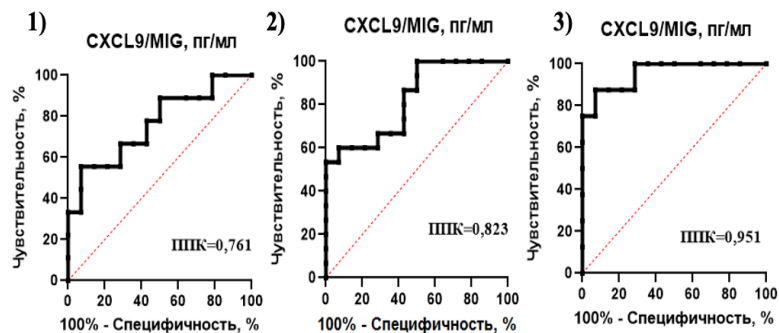 1)
CXCL9/MIG, пг/мл
Чувствительность, %
100
80
60
40
20
0
ППК=0,761
0 20 40 60 80 100
100% - Специфичность, %
2)
CXCL9/MIG, пг/мл
Чувствительность, %
100
80
60
40
20
0
ППК=0,823
0 20 40 60 80 100
100% - Специфичность, %
3)
CXCL9/MIG, пг/мл
Чувствительность, %
100
80
60
40
20
0
ППК=0,951
0 20 40 60 80 100
100% - Специфичность, %